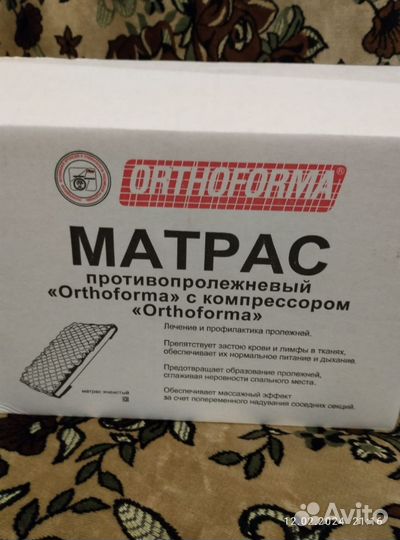 ORTHOFORMA®
МАТРАС
противопролежневый
«Orthoforma» с компрессором
«Orthoforma»
Лечение и профилактика пролежней.
Препятствует застою крови и лимфы в тканях,
обеспечивает их нормальное питание и дыхание.
Предотвращает образование пролежней,
сглаживая неровности спального места.
Обеспечивает массажный эффект
за счет попеременного надувания соседних секций.
матрас ячеистый
12.02.2024 21:16
Avito